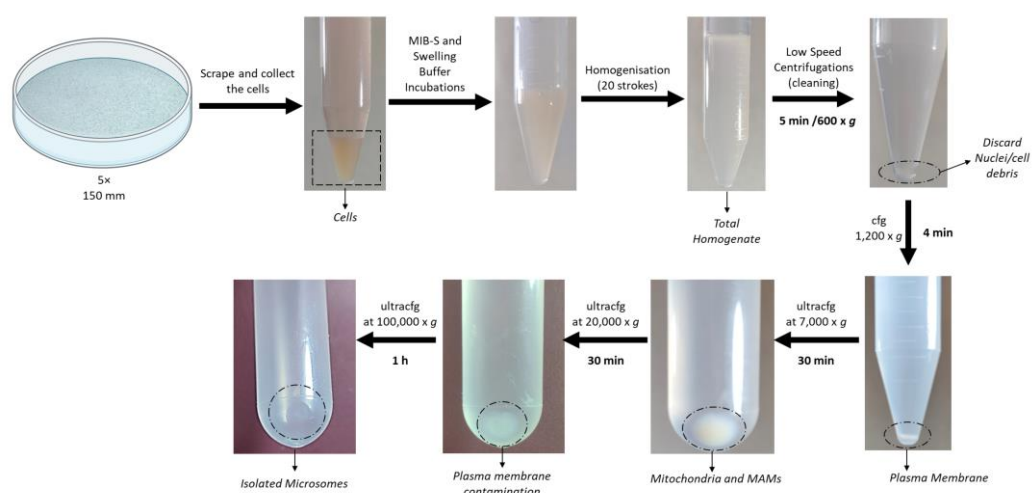 Scrape and collect
the cells
MIB-S and
Swelling
Buffer
Incubations
Homogenisation
(20 strokes)
Low Speed
Centrifugations
(cleaning)
5 min /600 x g
5×
150 mm
Cells
Total
Homogenate
Discard
Nuclei/cell
debris
cfg
1,200 x g
4 min
ultracfg
at 7,000 x g
30 min
ultracfg
at 20,000 x g
30 min
ultracfg
at 100,000 x g
1 h
Isolated Microsomes
Plasma membrane
contamination
Mitochondria and MAMs
Plasma Membrane